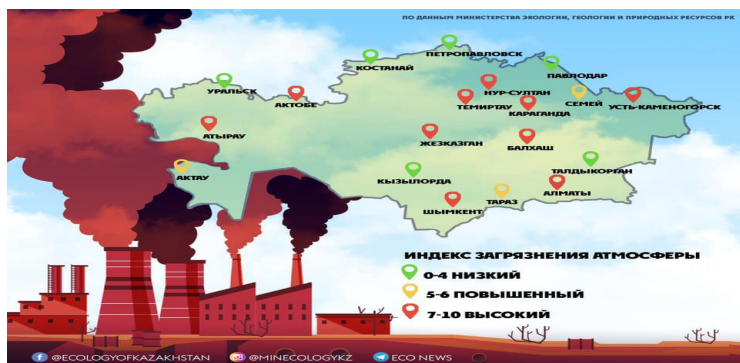 ПО ДАННЫМ МИНИСТЕРСТВА ЭКОЛОГИИ, ГЕОЛОГИИ И ПРИРОДНЫХ РЕСУРСОВ РК
ПЕТРОПАВЛОВСК
КОСТАНАЙ
ПАВЛОДАР
УРАЛЬСК
НУР-СУЛТАН
АКТОБЕ
ТЕМИРТАУ
СЕМЕЙ
УСТЬ-КАМЕНОГОРСК
КАРАГАНДА
АТЫРАУ
ЖЕЗКАЗГАН
БАЛХАШ
АКТАУ
КЫЗЫЛОРДА
ТАЛДЫКОРГАН
АЛМАТЫ
ТАРАЗ
ШЫМКЕНТ
ИНДЕКС ЗАГРЯЗНЕНИЯ АТМОСФЕРЫ
0-4 НИЗКИЙ
5-6 ПОВЫШЕННЫЙ
7-10 ВЫСОКИЙ
@ECOLOGYOFKAZAKHSTAN @MINECOLOGYKZ ECO NEWS